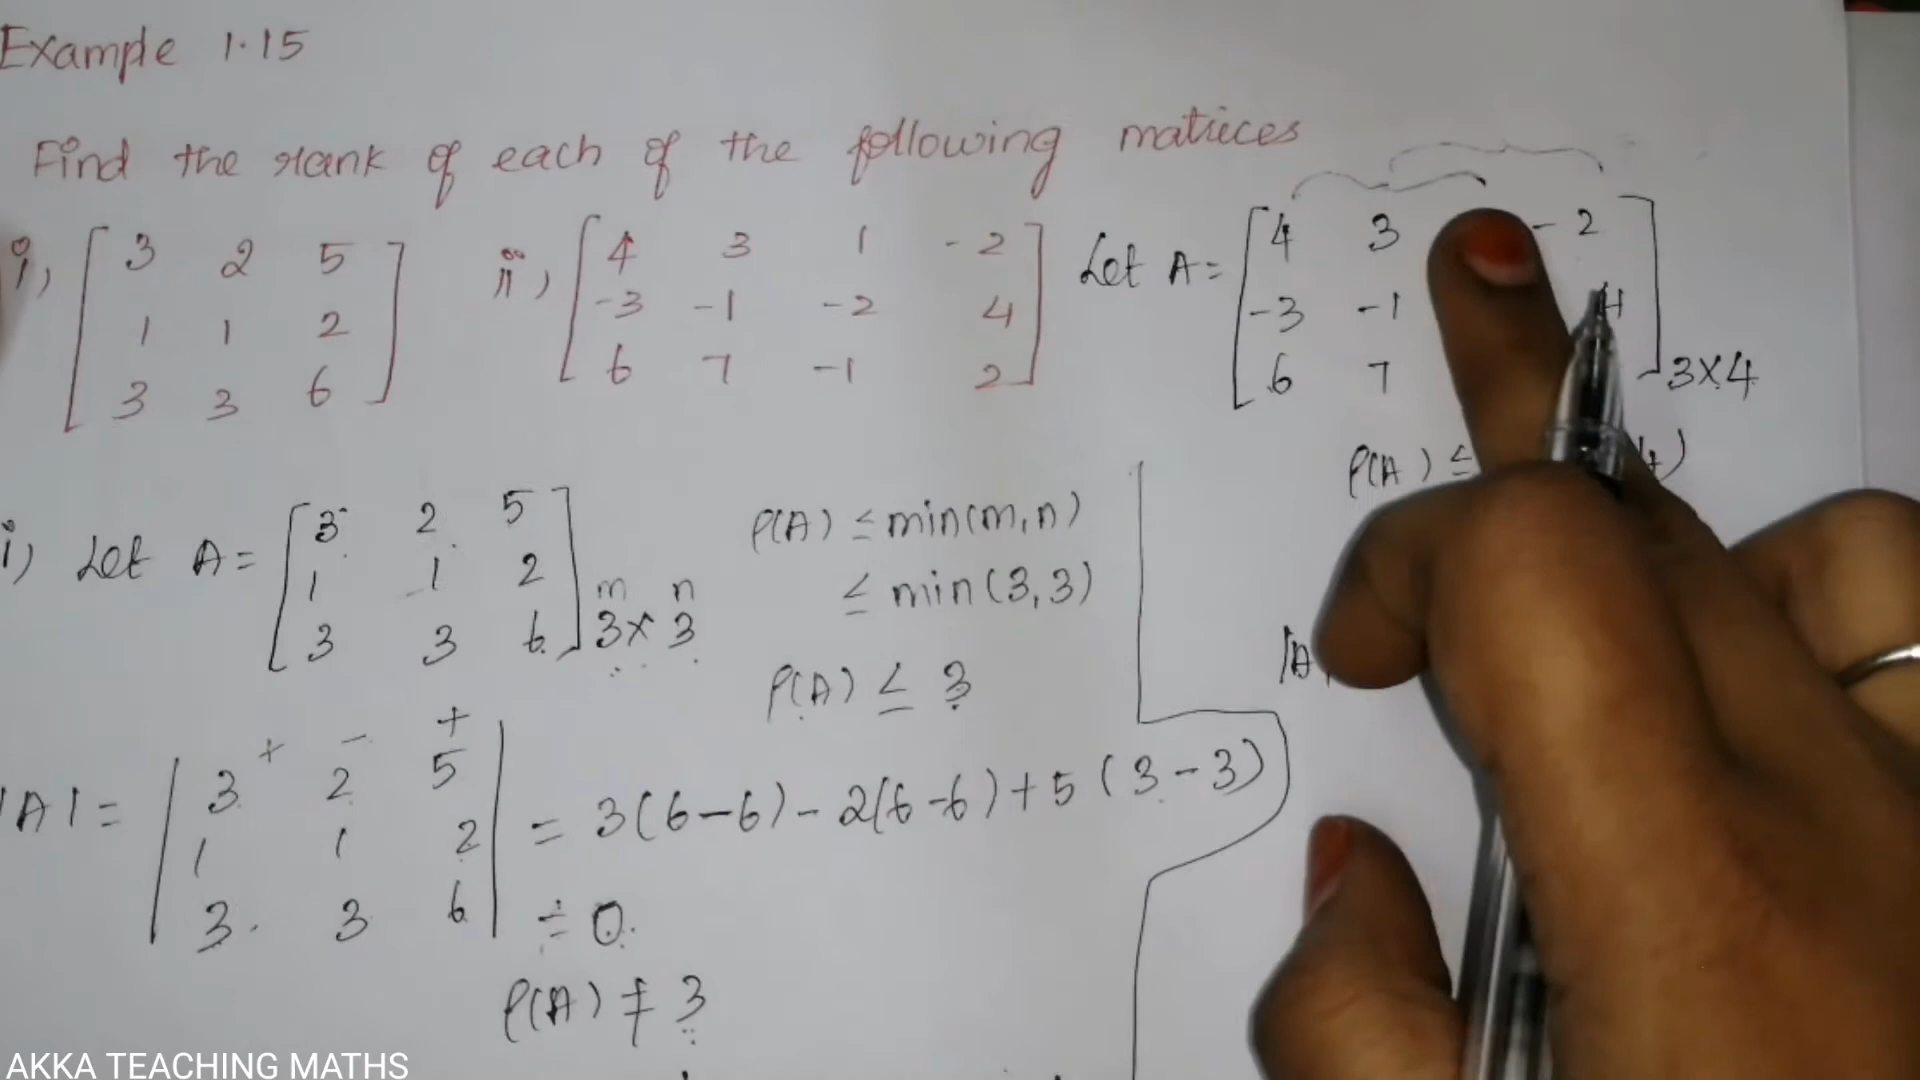 Example 1.15
Find the rank of each of the following matrices
i) [ 3 2 5
1 1 2
3 3 6 ]
ii) [ 4 3 1 -2
-3 -1 -2 4
6 7 -1 2 ]
Let A = [ 4 3 - 2
-3 -1 4
6 7 ] 3×4
ρ(A) ≤
i) Let A = [ 3 2 5
1 1 2
3 3 6 ] 3×3
m n
ρ(A) ≤ min(m,n)
≤ min(3,3)
ρ(A) ≤ 3
+ - +
|A| = | 3 2 5
1 1 2
3 3 6 | = 3(6-6) - 2(6-6) + 5(3-3)
= 0
ρ(A) ≠ 3
AKKA TEACHING MATHS